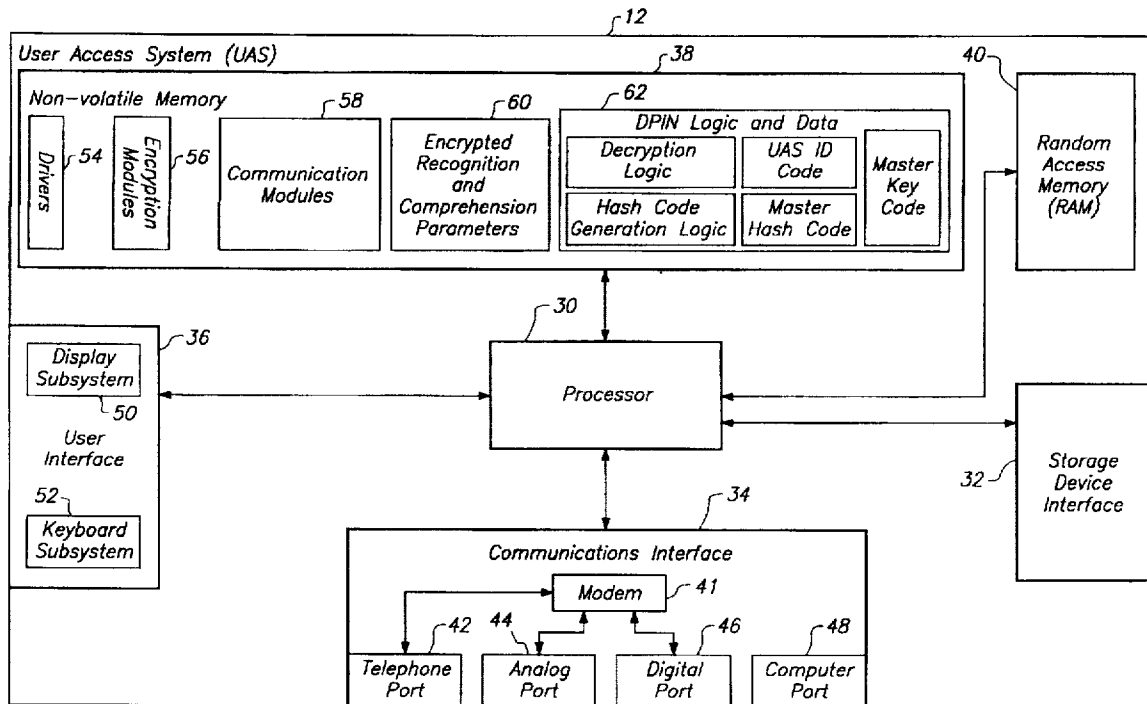 12
User Access System (UAS)
38
40
Non-volatile Memory
Drivers
54
Encryption
Modules
56
58
Communication
Modules
60
Encrypted
Recognition
and
Comprehension
Parameters
62
DPIN Logic and Data
Decryption
Logic
UAS ID
Code
Hash Code
Generation Logic
Master
Hash Code
Master
Key
Code
Random
Access
Memory
(RAM)
36
Display
Subsystem
50
User
Interface
52
Keyboard
Subsystem
30
Processor
32
Storage
Device
Interface
34
Communications Interface
Modem
41
42
44
46
48
Telephone
Port
Analog
Port
Digital
Port
Computer
Port